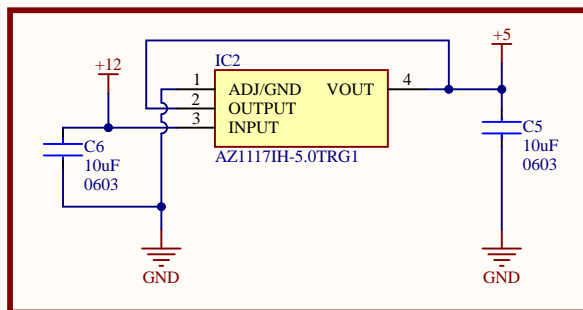 +12
+5
IC2
1 ADJ/GND VOUT 4
2 OUTPUT
3 INPUT
AZ1117IH-5.0TRG1
C6
10uF
0603
C5
10uF
0603
GND
GND